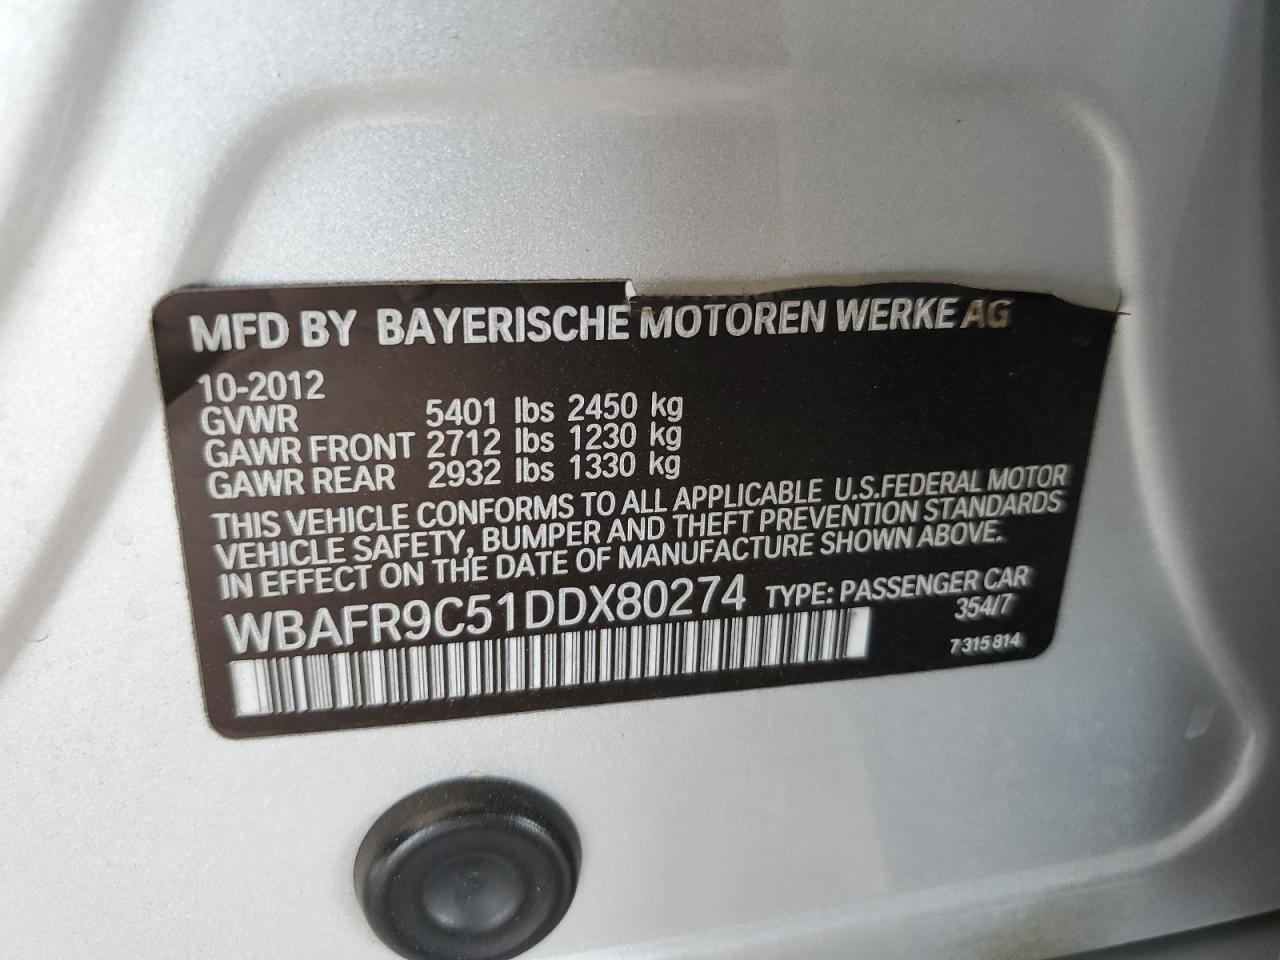 MFD BY BAYERISCHE MOTOREN WERKE AG
10-2012
GVWR 5401 lbs 2450 kg
GAWR FRONT 2712 lbs 1230 kg
GAWR REAR 2932 lbs 1330 kg
THIS VEHICLE CONFORMS TO ALL APPLICABLE U.S.FEDERAL MOTOR
VEHICLE SAFETY, BUMPER AND THEFT PREVENTION STANDARDS
IN EFFECT ON THE DATE OF MANUFACTURE SHOWN ABOVE.
WBAFR9C51DDX80274 TYPE: PASSENGER CAR
354/7
7 315 814